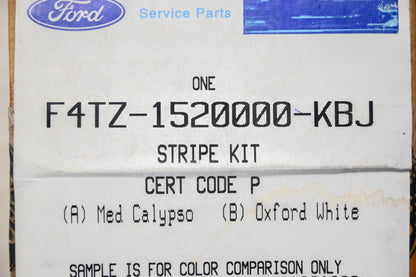 Ford
Service Parts
ONE
F4TZ-1520000-KBJ
STRIPE KIT
CERT CODE P
(A) Med Calypso (B) Oxford White
SAMPLE IS FOR COLOR COMPARISON ONLY